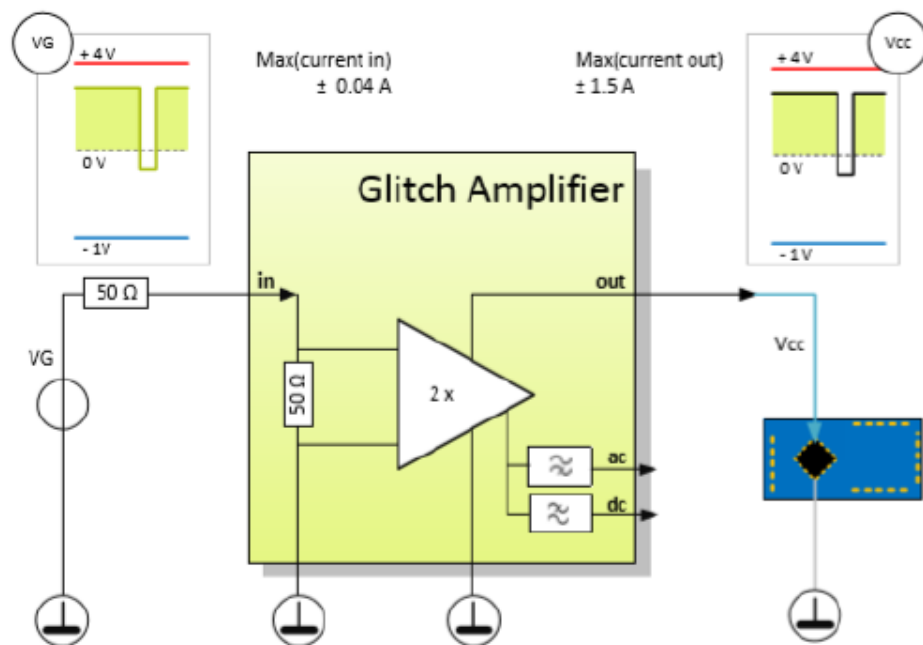 VG
+ 4 V
0 V
- 1 V
Max(current in)
± 0.04 A
Max(current out)
± 1.5 A
Vcc
+ 4 V
0 V
- 1 V
Glitch Amplifier
50 Ω
in
out
VG
50 Ω
2 x
Vcc
ac
dc